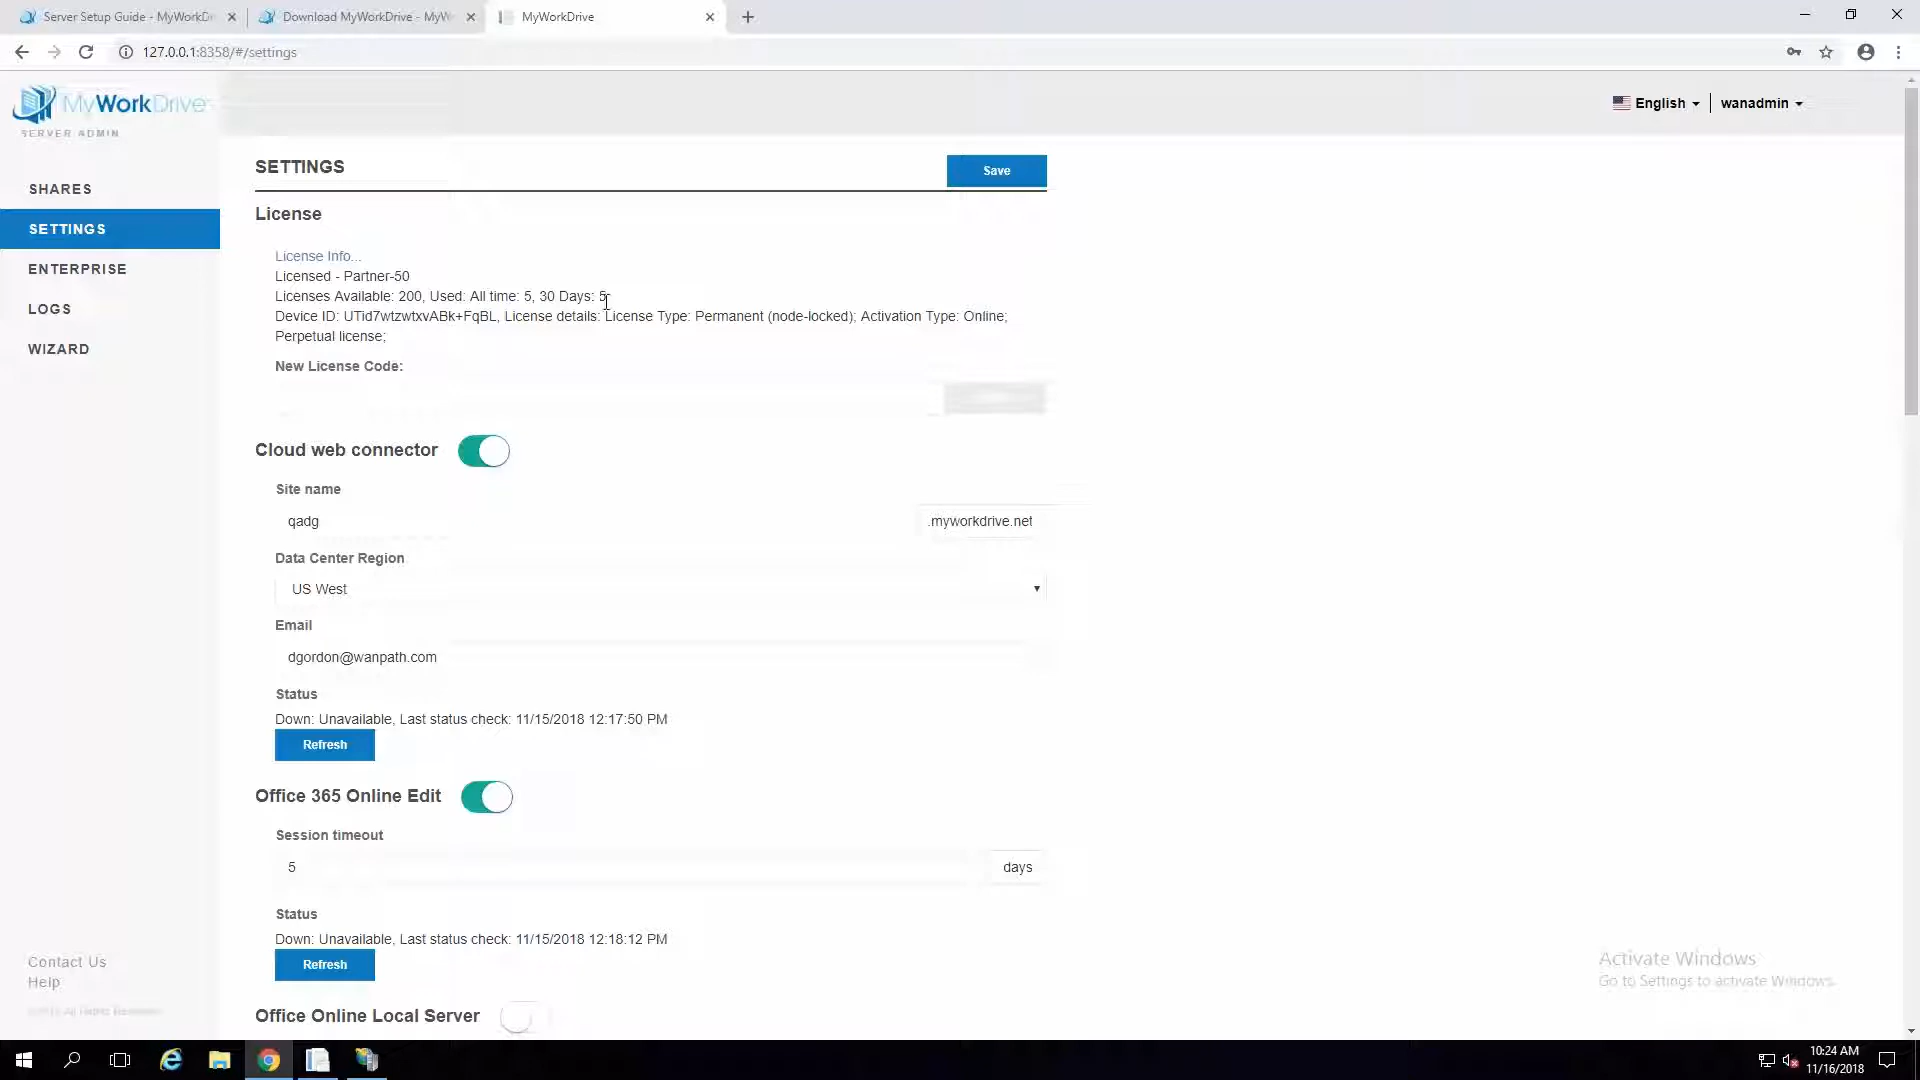 Server Setup Guide - MyWorkDr
Download MyWorkDrive - MyW
MyWorkDrive
127.0.0.1:8358/#/settings
MyWorkDrive
SERVER ADMIN
English
wanadmin
SHARES
SETTINGS
ENTERPRISE
LOGS
WIZARD
SETTINGS
Save
License
License Info...
Licensed - Partner-50
Licenses Available: 200, Used: All time: 5, 30 Days: 5
Device ID: UTid7wtzwtxvABk+FqBL, License details: License Type: Permanent (node-locked); Activation Type: Online;
Perpetual license;
New License Code:
Cloud web connector
Site name
qadg
.myworkdrive.net
Data Center Region
US West
Email
dgordon@wanpath.com
Status
Down: Unavailable, Last status check: 11/15/2018 12:17:50 PM
Refresh
Office 365 Online Edit
Session timeout
5
days
Status
Down: Unavailable, Last status check: 11/15/2018 12:18:12 PM
Refresh
Office Online Local Server
Contact Us
Help
All Rights Reserved
Activate Windows
Go to Settings to activate Windows.
10:24 AM
11/16/2018